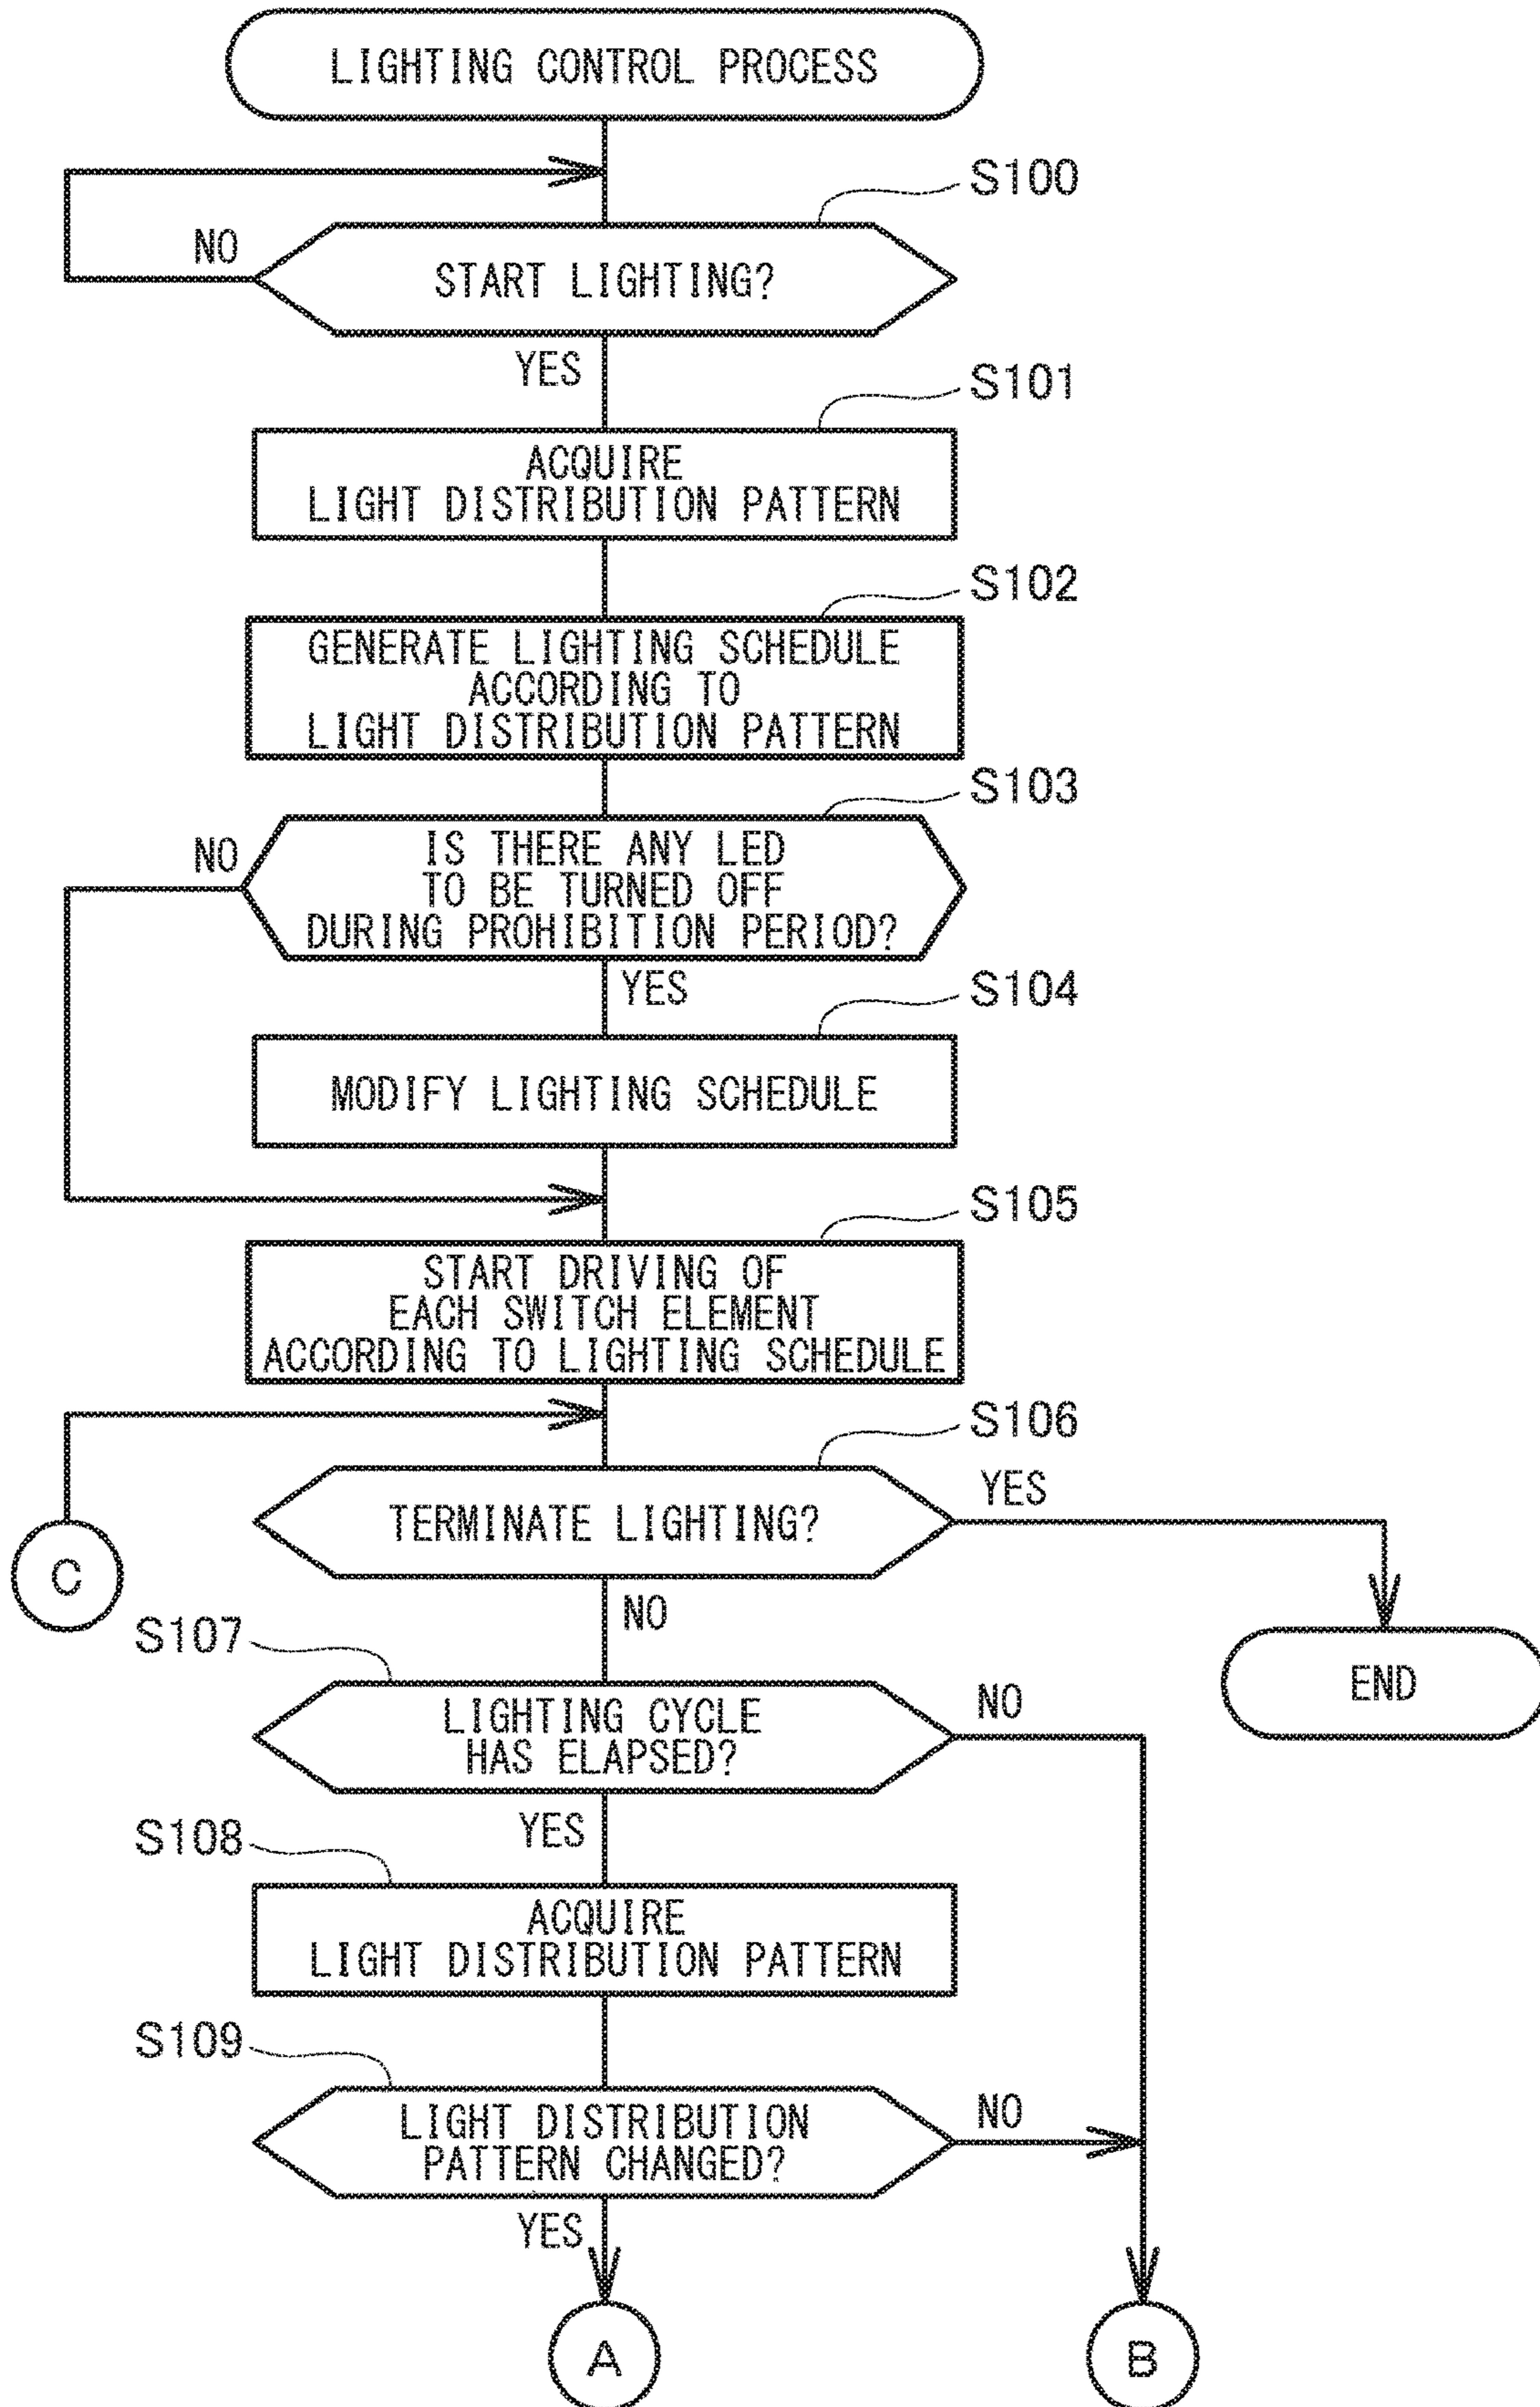 LIGHTING CONTROL PROCESS
S100
NO
START LIGHTING?
YES
S101
ACQUIRE
LIGHT DISTRIBUTION PATTERN
S102
GENERATE LIGHTING SCHEDULE
ACCORDING TO
LIGHT DISTRIBUTION PATTERN
S103
NO
IS THERE ANY LED
TO BE TURNED OFF
DURING PROHIBITION PERIOD?
YES
S104
MODIFY LIGHTING SCHEDULE
S105
START DRIVING OF
EACH SWITCH ELEMENT
ACCORDING TO LIGHTING SCHEDULE
S106
YES
TERMINATE LIGHTING?
C
NO
S107
END
NO
LIGHTING CYCLE
HAS ELAPSED?
YES
S108
ACQUIRE
LIGHT DISTRIBUTION PATTERN
S109
NO
LIGHT DISTRIBUTION
PATTERN CHANGED?
YES
A
B